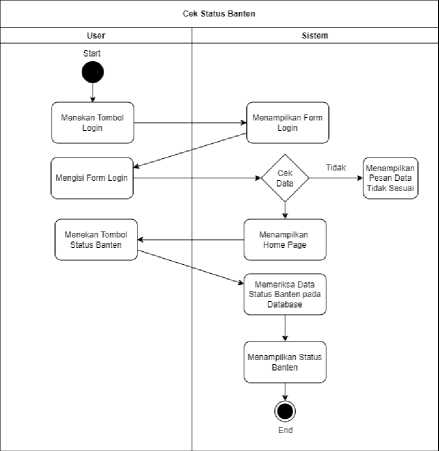 Cek Status Banten
User
Sistem
Start
Menekan Tombol
Login
Menampilkan Form
Login
Mengisi Form Login
Cek
Data
Tidak
Menampilkan
Pesan Data
Tidak Sesuai
Menekan Tombol
Status Banten
Menampilkan
Home Page
Memeriksa Data
Status Banten pada
Database
Menampilkan Status
Banten
End